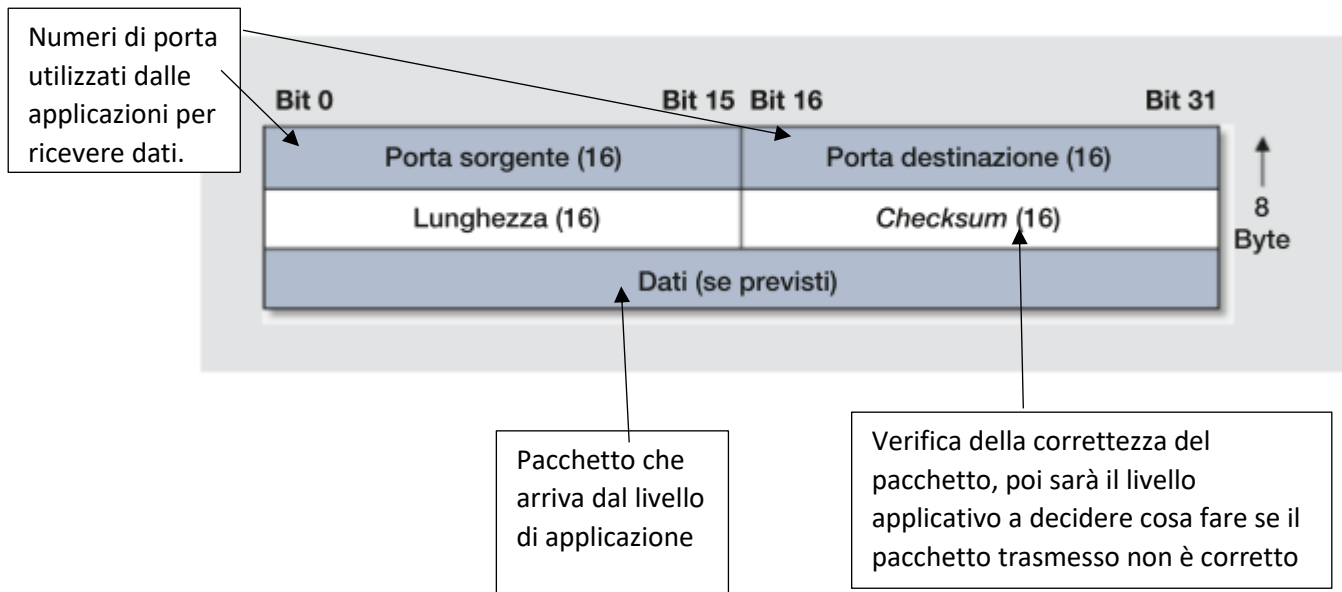 Numeri di porta
utilizzati dalle
applicazioni per
ricevere dati.
Bit 0
Bit 15
Bit 16
Bit 31
Porta sorgente (16)
Porta destinazione (16)
Lunghezza (16)
Checksum (16)
8
Byte
Dati (se previsti)
Pacchetto che
arriva dal livello
di applicazione
Verifica della correttezza del
pacchetto, poi sarà il livello
applicativo a decidere cosa fare se il
pacchetto trasmesso non è corretto